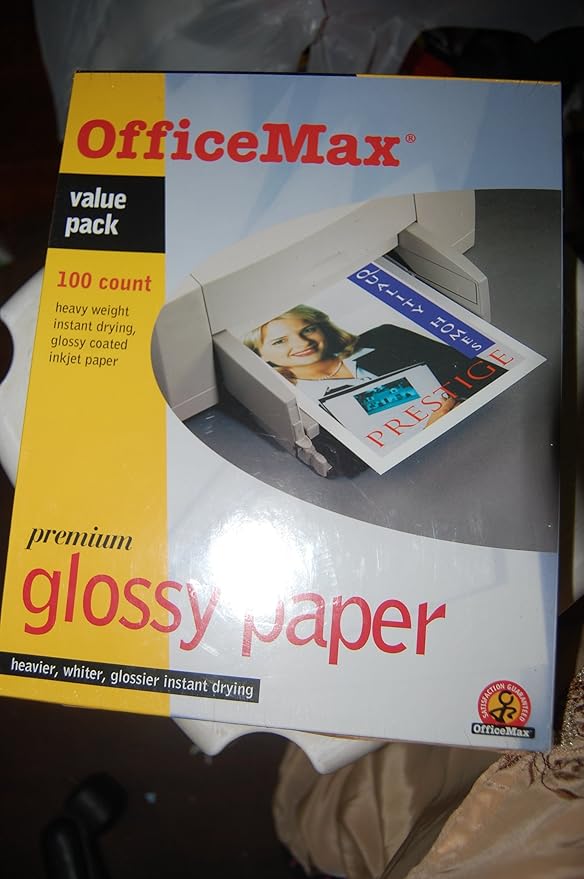 OfficeMax®
value
pack
100 count
heavy weight
instant drying,
glossy coated
inkjet paper
QUALITY HOMES
PRESTIGE
premium
glossy paper
heavier, whiter, glossier instant drying
SATISFACTION GUARANTEED
OfficeMax®